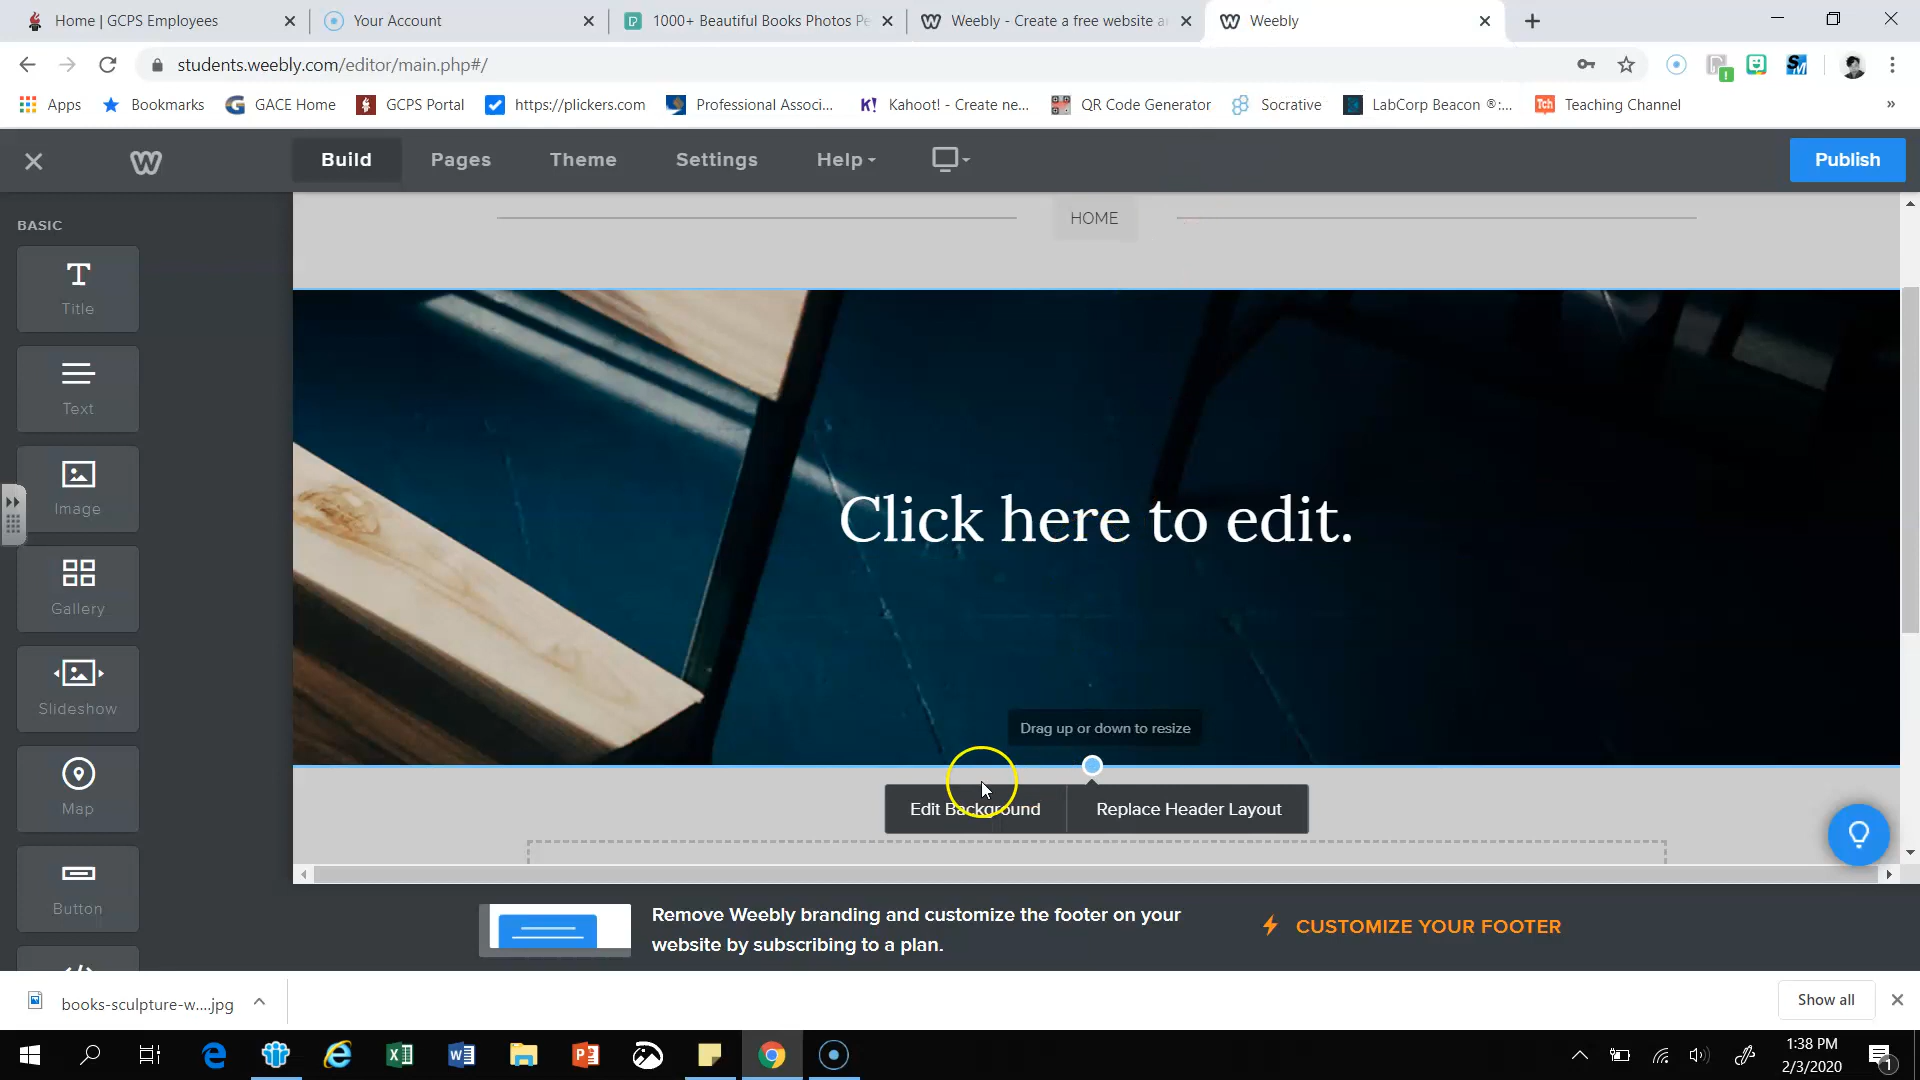 Home | GCPS Employees
Your Account
1000+ Beautiful Books Photos Pe
Weebly - Create a free website a
Weebly
students.weebly.com/editor/main.php#/
Apps
Bookmarks
GACE Home
GCPS Portal
https://plickers.com
Professional Associ...
K!
Kahoot! - Create ne...
QR Code Generator
Socrative
LabCorp Beacon ®:...
Tch
Teaching Channel
»
Build
Pages
Theme
Settings
Help
Publish
BASIC
Title
Text
Image
Gallery
Slideshow
Map
Button
HOME
Click here to edit.
Drag up or down to resize
Edit Background
Replace Header Layout
Remove Weebly branding and customize the footer on your
website by subscribing to a plan.
CUSTOMIZE YOUR FOOTER
books-sculpture-w....jpg
Show all
1:38 PM
2/3/2020
1